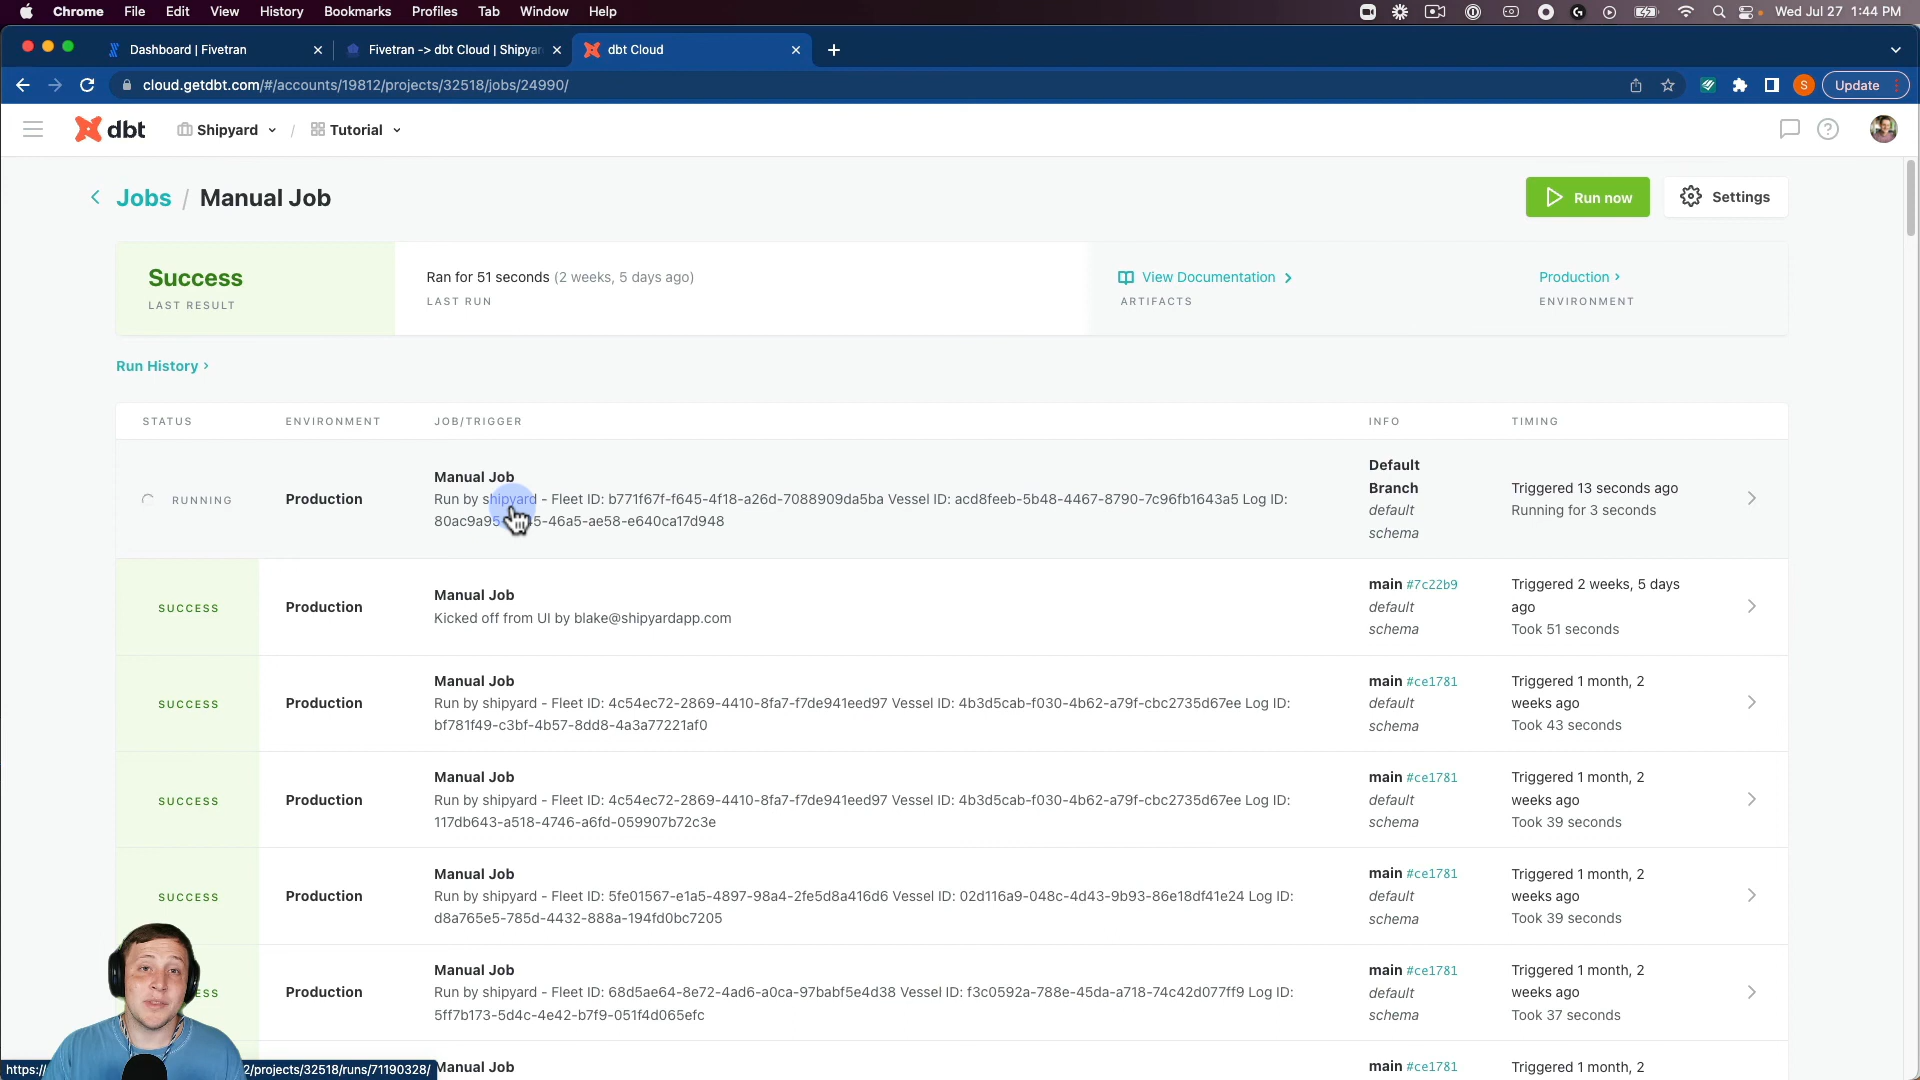 Chrome File Edit View History Bookmarks Profiles Tab Window Help Wed Jul 27 1:44 PM
Dashboard | Fivetran Fivetran -> dbt Cloud | Shipyar dbt Cloud
cloud.getdbt.com/#/accounts/19812/projects/32518/jobs/24990/ S Update
dbt Shipyard / Tutorial
Jobs / Manual Job Run now Settings
Success Ran for 51 seconds (2 weeks, 5 days ago) View Documentation Production
LAST RESULT LAST RUN ARTIFACTS ENVIRONMENT
Run History
STATUS ENVIRONMENT JOB/TRIGGER INFO TIMING
RUNNING Production
Manual Job
Run by shipyard - Fleet ID: b771f67f-f645-4f18-a26d-7088909da5ba Vessel ID: acd8feeb-5b48-4467-8790-7c96fb1643a5 Log ID:
-46a5-ae58-e640ca17d948
Default
Branch
default
schema
Triggered 13 seconds ago
Running for 3 seconds
SUCCESS Production
Manual Job
Kicked off from UI by blake@shipyardapp.com
main #7c22b9
default
schema
Triggered 2 weeks, 5 days
ago
Took 51 seconds
SUCCESS Production
Manual Job
Run by shipyard - Fleet ID: 4c54ec72-2869-4410-8fa7-f7de941eed97 Vessel ID: 4b3d5cab-f030-4b62-a79f-cbc2735d67ee Log ID:
bf781f49-c3bf-4b57-8dd8-4a3a77221af0
main #ce1781
default
schema
Triggered 1 month, 2
weeks ago
Took 43 seconds
SUCCESS Production
Manual Job
Run by shipyard - Fleet ID: 4c54ec72-2869-4410-8fa7-f7de941eed97 Vessel ID: 4b3d5cab-f030-4b62-a79f-cbc2735d67ee Log ID:
117db643-a518-4746-a6fd-059907b72c3e
main #ce1781
default
schema
Triggered 1 month, 2
weeks ago
Took 39 seconds
SUCCESS Production
Manual Job
Run by shipyard - Fleet ID: 5fe01567-e1a5-4897-98a4-2fe5d8a416d6 Vessel ID: 02d116a9-048c-4d43-9b93-86e18df41e24 Log ID:
d8a765e5-785d-4432-888a-194fd0bc7205
main #ce1781
default
schema
Triggered 1 month, 2
weeks ago
Took 39 seconds
ESS Production
Manual Job
Run by shipyard - Fleet ID: 68d5ae64-8e72-4ad6-a0ca-97babf5e4d38 Vessel ID: f3c0592a-788e-45da-a718-74c42d077ff9 Log ID:
5ff7b173-5d4c-4e42-b7f9-051f4d065efc
main #ce1781
default
schema
Triggered 1 month, 2
weeks ago
Took 37 seconds
Manual Job main #ce1781 Triggered 1 month, 2
https:/ 2/projects/32518/runs/71190328/